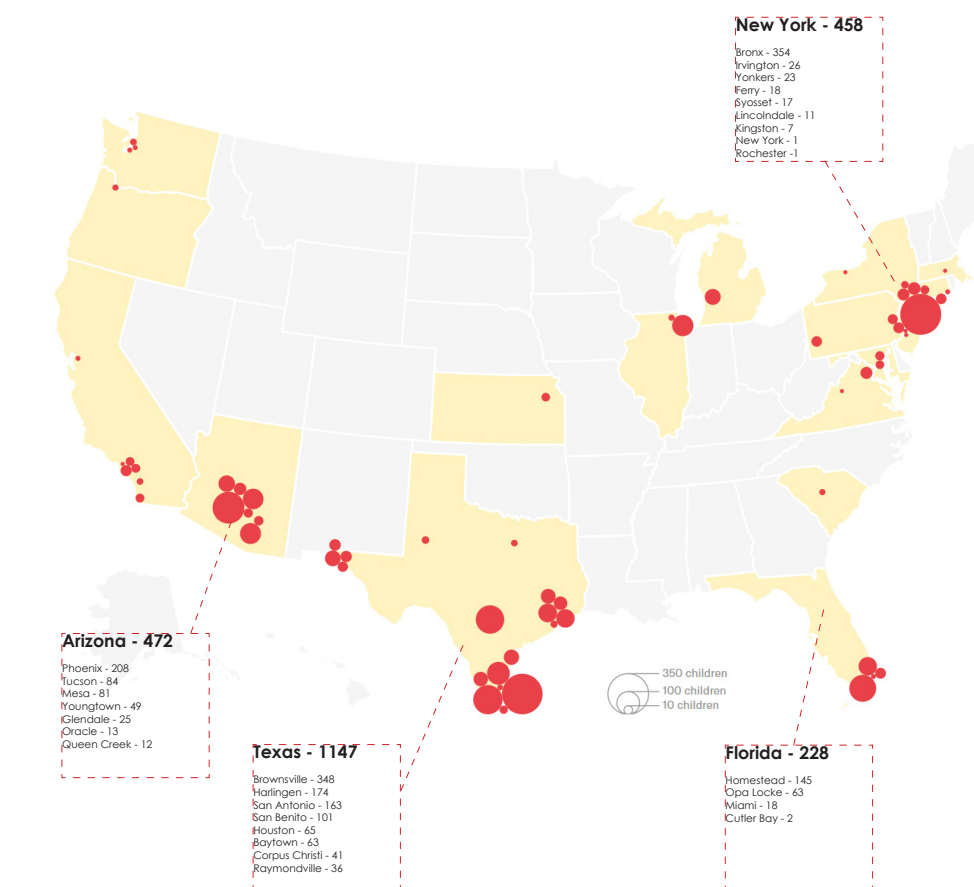 New York - 458
Bronx - 354
Irvington - 26
Yonkers - 23
Ferry - 18
Syosset - 17
Lincolndale - 11
Kingston - 7
New York - 1
Rochester -1
350 children
100 children
10 children
Arizona - 472
Phoenix - 208
Tucson - 84
Mesa - 81
Youngtown - 49
Glendale - 25
Oracle - 13
Queen Creek - 12
Texas - 1147
Brownsville - 348
Harlingen - 174
San Antonio - 163
San Benito - 101
Houston - 65
Baytown - 63
Corpus Christi - 41
Raymondville - 36
Florida - 228
Homestead - 145
Opa Locke - 63
Miami - 18
Cutler Bay - 2